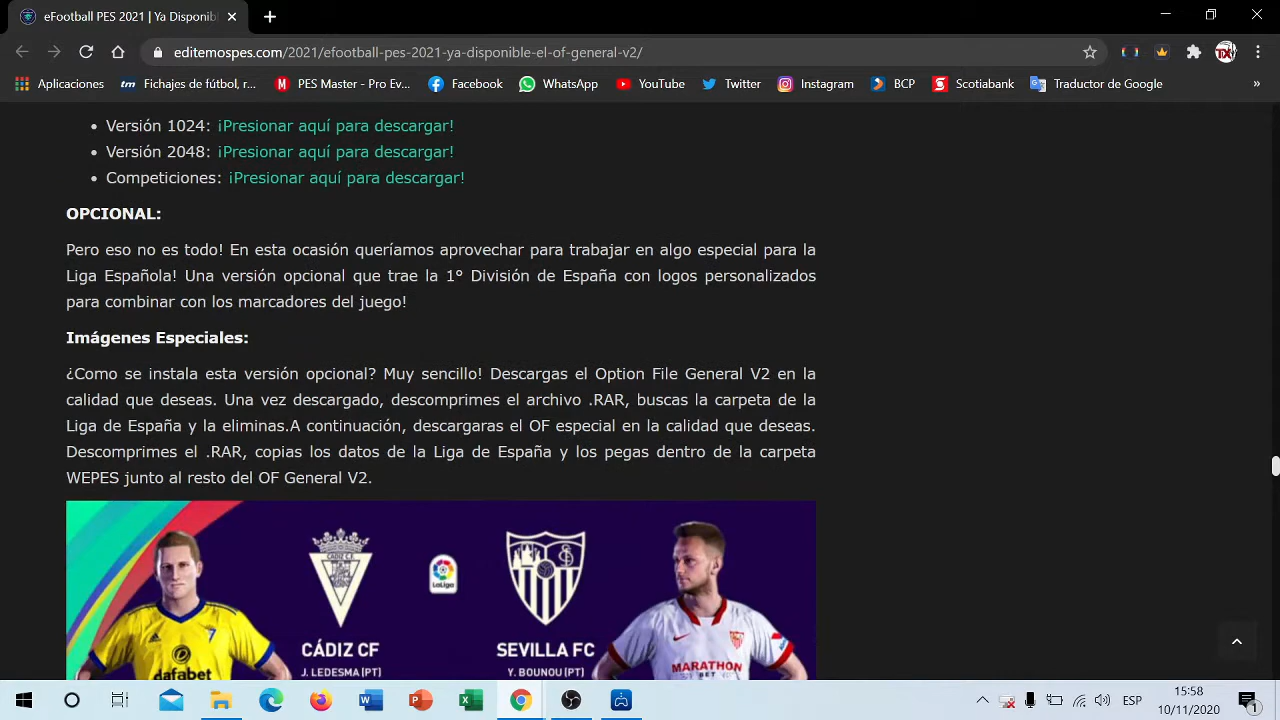 eFootball PES 2021 | Ya Disponibl
editemospes.com/2021/efootball-pes-2021-ya-disponible-el-of-general-v2/
Aplicaciones
tm Fichajes de fútbol, r...
M PES Master - Pro Ev...
Facebook
WhatsApp
YouTube
Twitter
Instagram
BCP
Scotiabank
Traductor de Google
»
• Versión 1024: ¡Presionar aquí para descargar!
• Versión 2048: ¡Presionar aquí para descargar!
• Competiciones: ¡Presionar aquí para descargar!
OPCIONAL:
Pero eso no es todo! En esta ocasión queríamos aprovechar para trabajar en algo especial para la
Liga Española! Una versión opcional que trae la 1° División de España con logos personalizados
para combinar con los marcadores del juego!
Imágenes Especiales:
¿Como se instala esta versión opcional? Muy sencillo! Descargas el Option File General V2 en la
calidad que deseas. Una vez descargado, descomprimes el archivo .RAR, buscas la carpeta de la
Liga de España y la eliminas.A continuación, descargaras el OF especial en la calidad que deseas.
Descomprimes el .RAR, copias los datos de la Liga de España y los pegas dentro de la carpeta
WEPES junto al resto del OF General V2.
LaLiga
CÁDIZ CF
SEVILLA FC
J. LEDESMA (PT)
Y. BOUNOU (PT)
dafabet
MARATHON
BET
ESP
15:58
10/11/2020
1